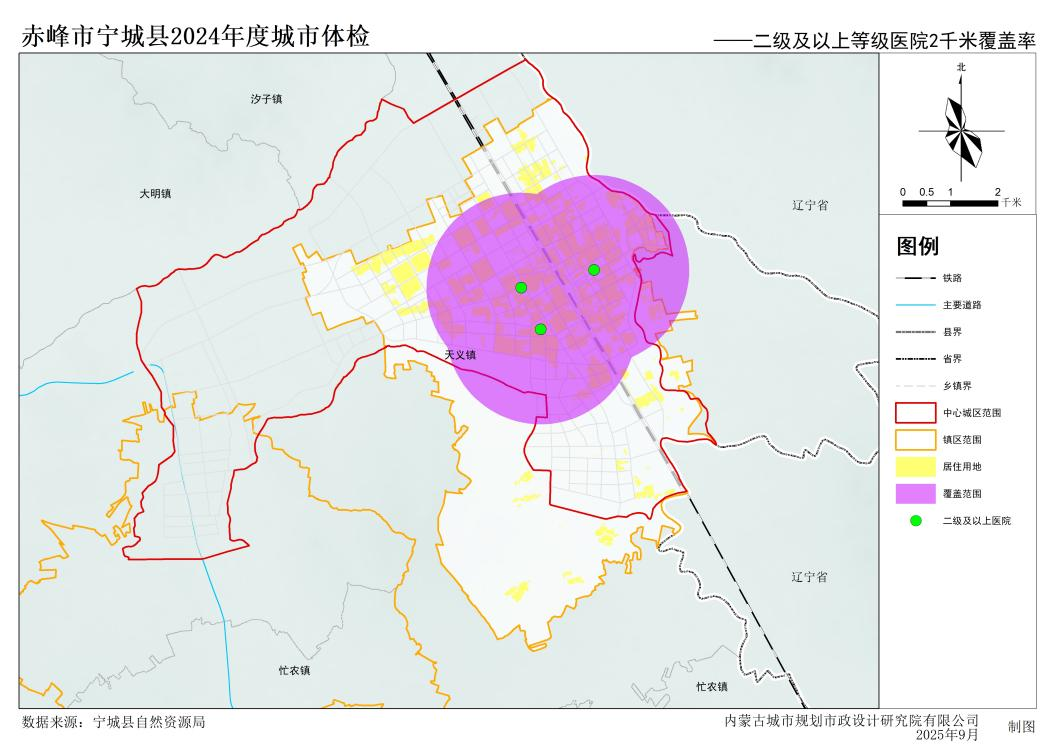 赤峰市宁城县2024年度城市体检
——二级及以上等级医院2千米覆盖率
北
0 0.5 1 2
千米
汐子镇
大明镇
辽宁省
天义镇
辽宁省
忙农镇
忙农镇
图例
铁路
主要道路
县界
省界
乡镇界
中心城区范围
镇区范围
居住用地
覆盖范围
二级及以上医院
数据来源：宁城县自然资源局
内蒙古城市规划市政设计研究院有限公司
2025年9月
制图